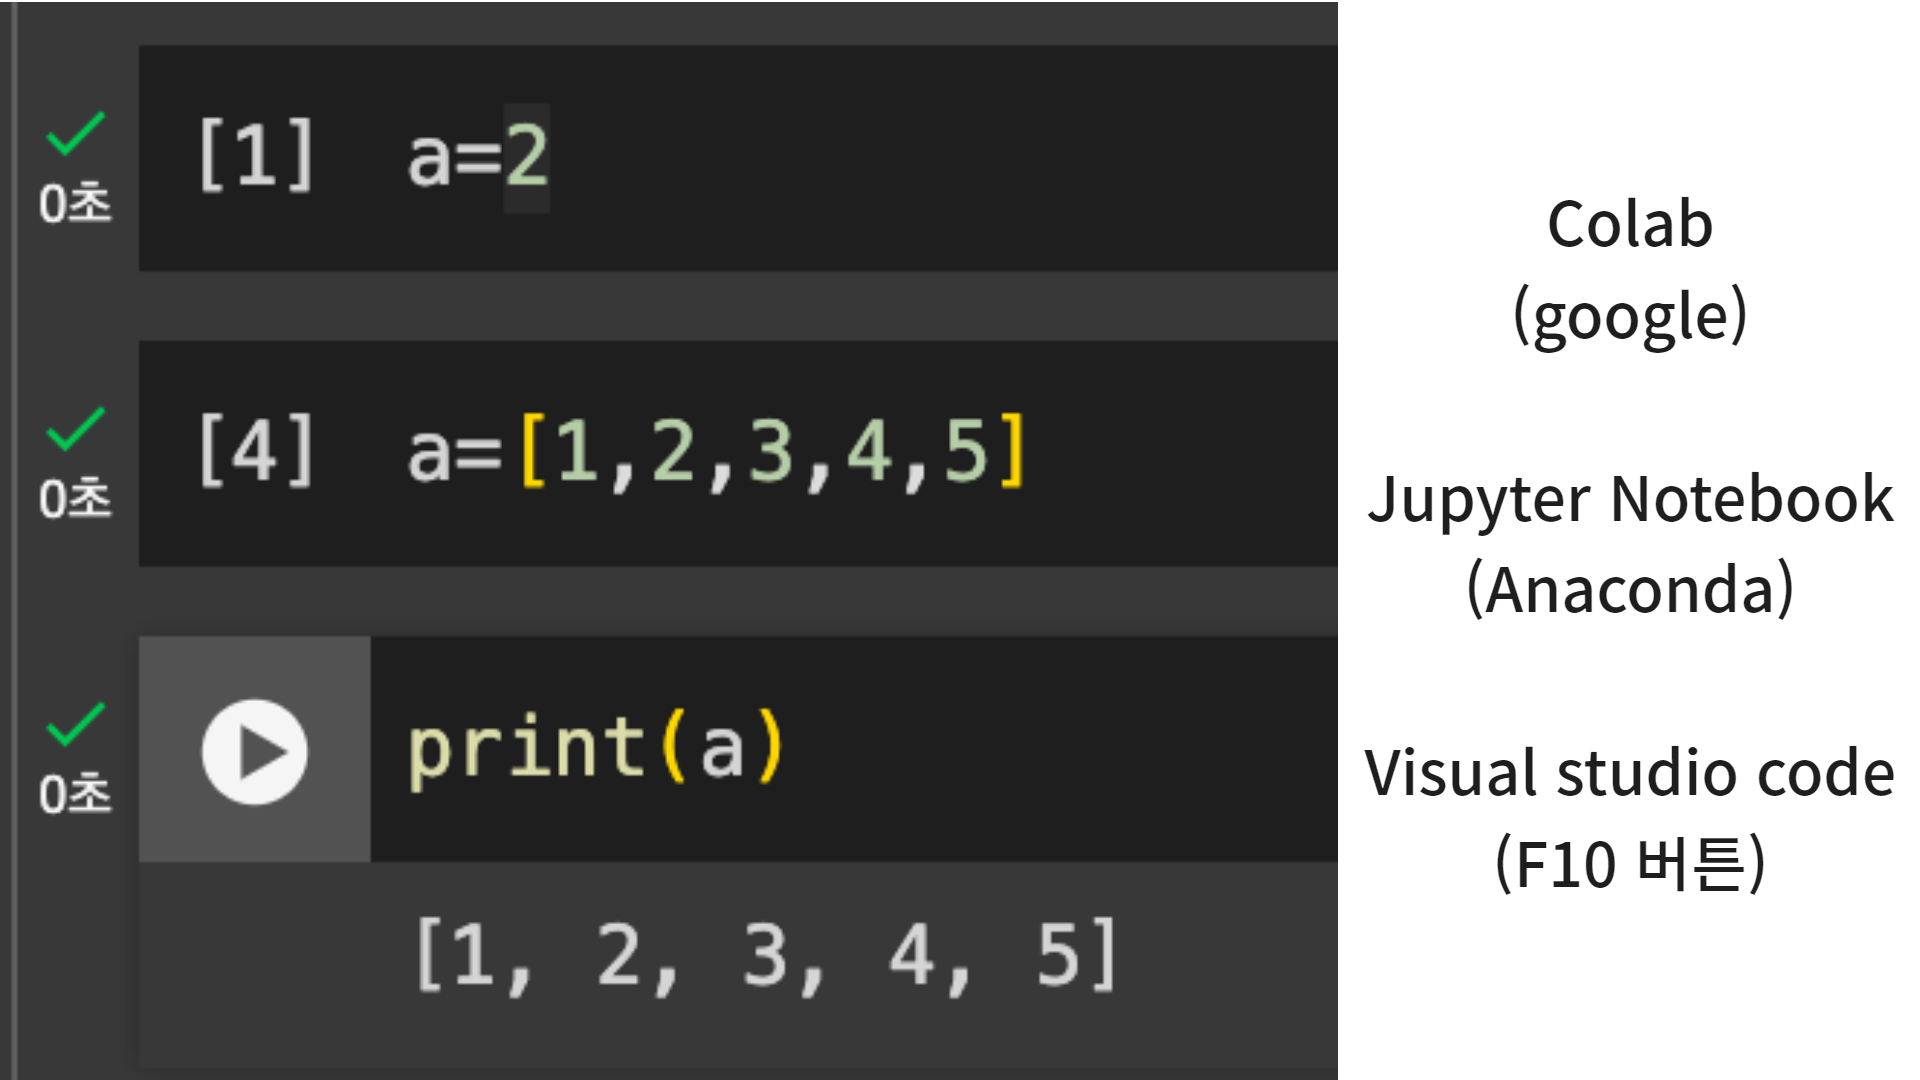 [1] a=2
0초
[4] a=[1,2,3,4,5]
0초
print(a)
0초
[1, 2, 3, 4, 5]
Colab
(google)
Jupyter Notebook
(Anaconda)
Visual studio code
(F10 버튼)